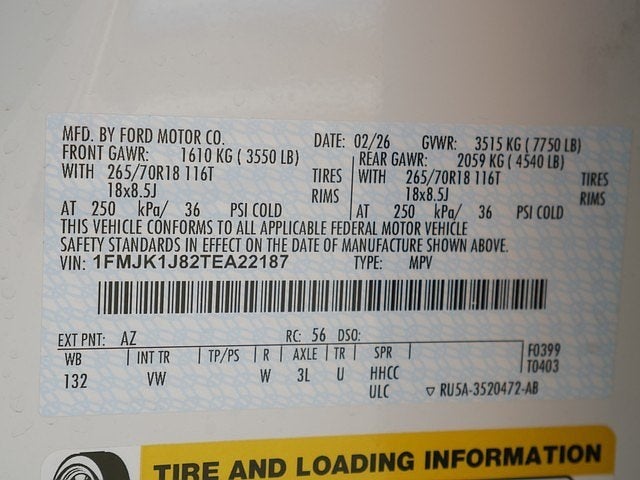 MFD. BY FORD MOTOR CO. DATE: 02/26 GVWR: 3515 KG ( 7750 LB)
FRONT GAWR: 1610 KG ( 3550 LB) REAR GAWR: 2059 KG ( 4540 LB)
WITH 265/70R18 116T TIRES WITH 265/70R18 116T TIRES
18x8.5J RIMS 18x8.5J RIMS
AT 250 kPa/ 36 PSI COLD AT 250 kPa/ 36 PSI COLD
THIS VEHICLE CONFORMS TO ALL APPLICABLE FEDERAL MOTOR VEHICLE
SAFETY STANDARDS IN EFFECT ON THE DATE OF MANUFACTURE SHOWN ABOVE.
VIN: 1FMJK1J82TEA22187 TYPE: MPV
EXT PNT: AZ RC: 56 DSO:
WB INT TR TP/PS R AXLE TR SPR F0399
132 VW W 3L U HHCC T0403
ULC ▽ RU5A-3520472-AB
TIRE AND LOADING INFORMATION